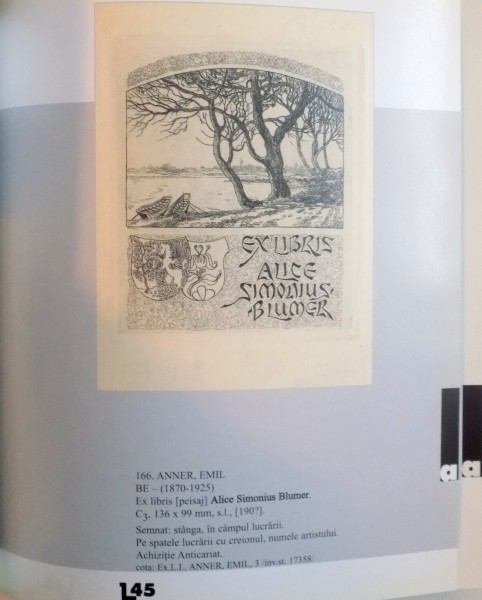 EX LIBRIS
ALICE
SIMONIUS-
BLUMER
166. ANNER, EMIL
BE – (1870-1925)
Ex libris [peisaj] Alice Simonius Blumer.
C3, 136 x 99 mm, s.l., [190?].
Semnat: stânga, în câmpul lucrării.
Pe spatele lucrării cu creionul, numele artistului.
Achiziţie Anticariat.
cota: Ex.L.I., ANNER, EMIL, 3 /inv.st. 17358/
145
a a